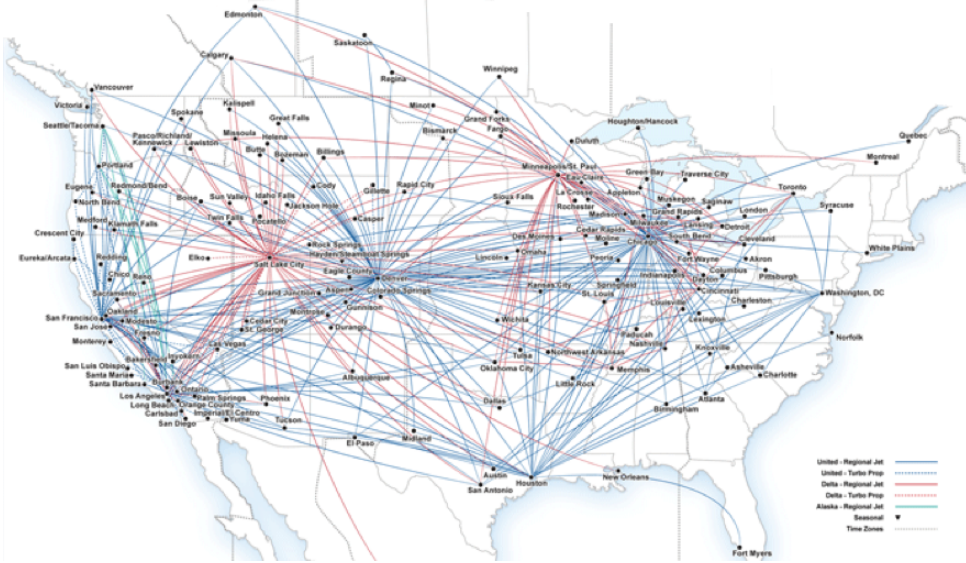 Edmonton
Saskatoon
Calgary
Regina
Winnipeg
Vancouver
Victoria
Kalispell
Minot
Grand Forks
Houghton/Hancock
Spokane
Great Falls
Seattle/Tacoma
Fargo
Bismarck
Quebec
Pasco/Richland/
Kennewick
Lewiston
Missoula
Helena
Butte
Bozeman
Billings
Duluth
Montreal
Portland
Minneapolis/St. Paul
Eau Claire
Green Bay
Traverse City
Toronto
Eugene
Redmond/Bend
Boise
Sun Valley
Idaho Falls
Jackson Hole
Cody
Gillette
Rapid City
Sioux Falls
La Crosse
Rochester
Appleton
Muskegon
Saginaw
North Bend
Medford
Klamath Falls
Twin Falls
Pocatello
Casper
Madison
Milwaukee
Grand Rapids
Lansing
Detroit
London
Syracuse
Crescent City
Rock Springs
Hayden/Steamboat Springs
Des Moines
Cedar Rapids
Moline
Chicago
South Bend
Cleveland
White Plains
Eureka/Arcata
Redding
Elko
Salt Lake City
Eagle County
Denver
Lincoln
Omaha
Peoria
Fort Wayne
Akron
Chico
Reno
Aspen
Colorado Springs
Indianapolis
Dayton
Columbus
Pittsburgh
Sacramento
Grand Junction
Gunnison
Kansas City
Springfield
St. Louis
Cincinnati
Washington, DC
Oakland
San Francisco
Modesto
San Jose
Montrose
Louisville
Charleston
Cedar City
St. George
Durango
Wichita
Lexington
Fresno
Monterey
Las Vegas
Paducah
Nashville
Norfolk
Inyokern
Bakersfield
Tulsa
Northwest Arkansas
Knoxville
San Luis Obispo
Santa Maria
Santa Barbara
Burbank
Ontario
Albuquerque
Oklahoma City
Memphis
Asheville
Charlotte
Little Rock
Los Angeles
Palm Springs
Long Beach
Orange County
Phoenix
Dallas
Birmingham
Atlanta
Carlsbad
Imperial/El Centro
San Diego
Yuma
Tucson
El Paso
Midland
Austin
San Antonio
Houston
New Orleans
Fort Myers
United - Regional Jet
United - Turbo Prop
Delta - Regional Jet
Delta - Turbo Prop
Alaska - Regional Jet
Seasonal
Time Zones